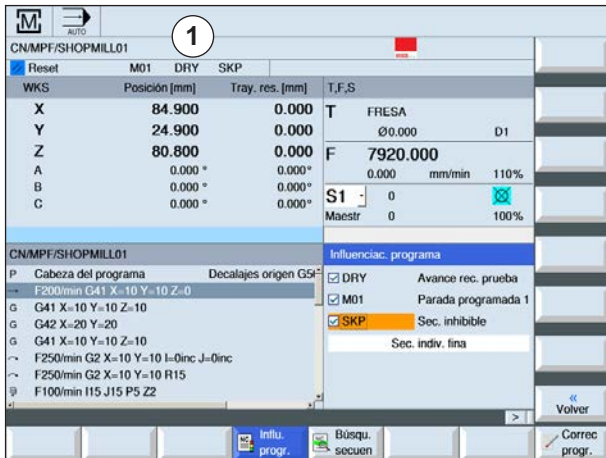 M
AUTO
1
CN/MPF/SHOPMILL01
Reset M01 DRY SKP
WKS Posición [mm] Tray. res. [mm] T,F,S
X 84.900 0.000 T FRESA
Y 24.900 0.000 Ø0.000 D1
Z 80.800 0.000 F 7920.000
A 0.000 ° 0.000° 0.000 mm/min 110%
B 0.000 ° 0.000° S1 0
C 0.000 ° 0.000° Maestr 0 100%
CN/MPF/SHOPMILL01 Influenciac. programa
P Cabeza del programa Decalajes origen
F200/min G41 X=10 Y=10 Z=0
G G41 X=10 Y=10 Z=10
G G42 X=20 Y=20
G G41 X=10 Y=10 Z=10
F250/min G2 X=10 Y=10 I=0inc J=0inc
F250/min G2 X=10 Y=10 R15
F100/min I15 J15 P5 Z2
DRY Avance rec. prueba
M01 Parada programada 1
SKP Sec. inhibible
Sec. indiv. fina
«
Volver
>
NC
Influ.
progr.
Búsqu.
secuen
Correc
progr.